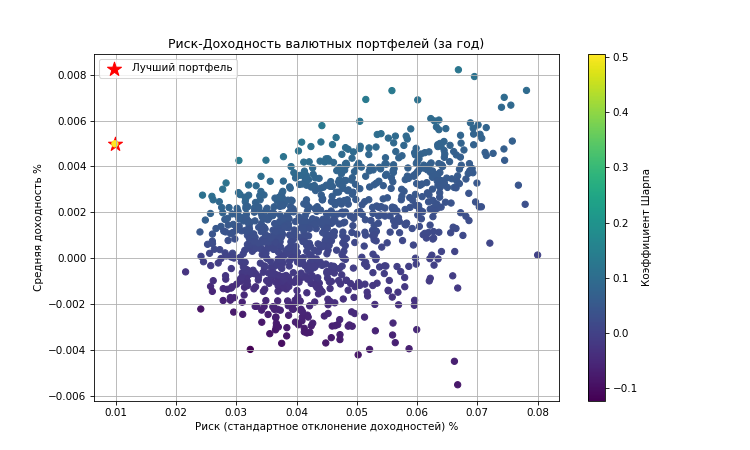 Риск-Доходность валютных портфелей (за год)
Лучший портфель
0.008
0.006
0.004
0.002
0.000
−0.002
−0.004
−0.006
Средняя доходность %
0.01 0.02 0.03 0.04 0.05 0.06 0.07 0.08
Риск (стандартное отклонение доходностей) %
0.5
0.4
0.3
0.2
0.1
0.0
−0.1
Коэффициент Шарпа